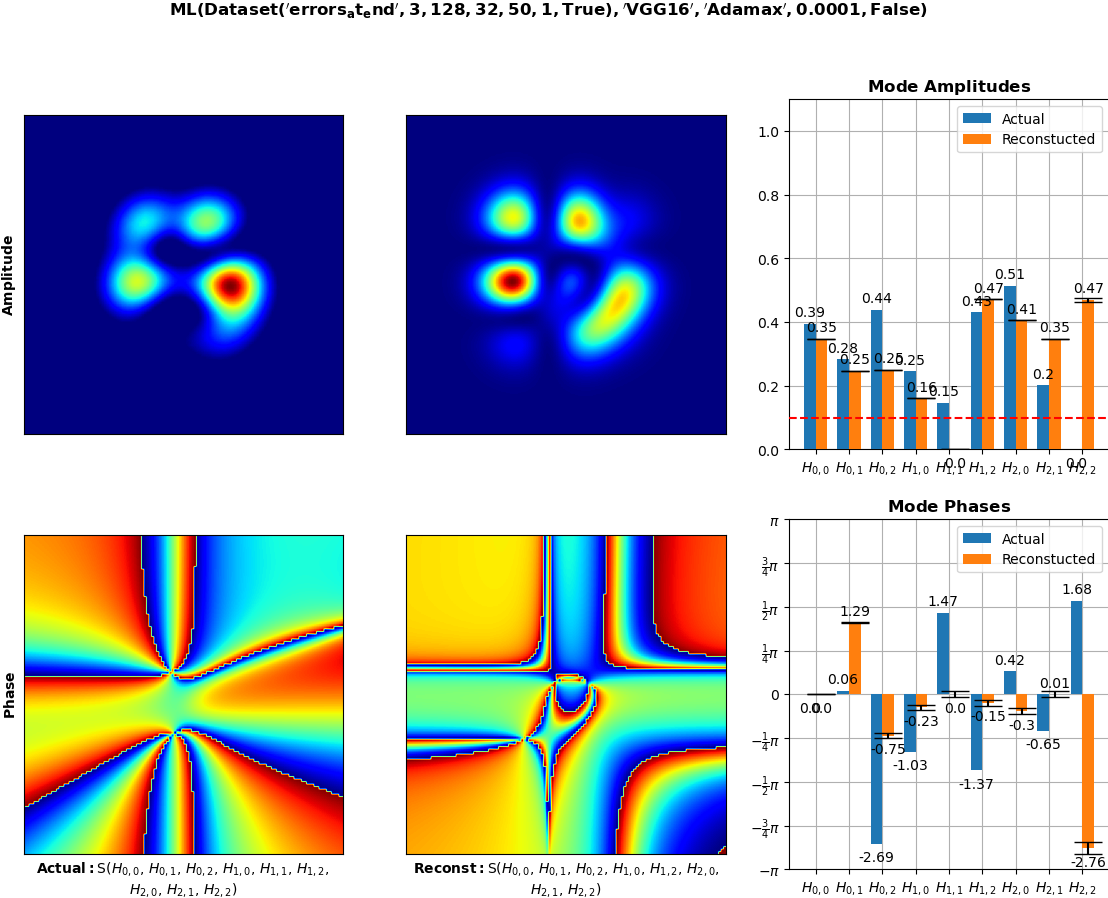 ML(Dataset('errors_at_end', 3, 128, 32, 50, 1, True), 'VGG16', 'Adamax', 0.0001, False)
Amplitude
Mode Amplitudes
Actual
Reconstucted
1.0
0.8
0.6
0.4
0.2
0.0
0.39
0.35
0.28
0.25
0.44
0.25
0.25
0.16
0.15
0.0
0.43
0.47
0.51
0.41
0.2
0.35
0.0
0.47
H0,0 H0,1 H0,2 H1,0 H1,1 H1,2 H2,0 H2,1 H2,2
Phase
Actual: S(H0,0, H0,1, H0,2, H1,0, H1,1, H1,2,
H2,0, H2,1, H2,2)
Reconst: S(H0,0, H0,1, H0,2, H1,0, H1,2, H2,0,
H2,1, H2,2)
Mode Phases
Actual
Reconstucted
π
3/4π
1/2π
1/4π
0
−1/4π
−1/2π
−3/4π
−π
0.0
0.0
0.06
1.29
-2.69
-0.75
-1.03
-0.23
1.47
0.0
-1.37
-0.15
0.42
-0.3
-0.65
0.01
1.68
-2.76
H0,0 H0,1 H0,2 H1,0 H1,1 H1,2 H2,0 H2,1 H2,2